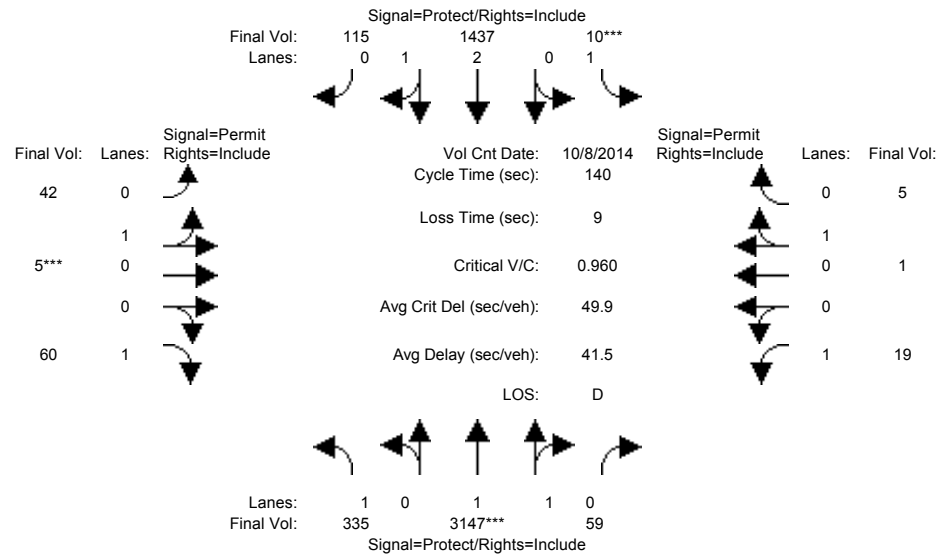 Signal=Protect/Rights=Include
Final Vol: 115 1437 10***
Lanes: 0 1 2 0 1
Signal=Permit
Final Vol: Lanes: Rights=Include
Vol Cnt Date: 10/8/2014
Signal=Permit
Rights=Include Lanes: Final Vol:
Cycle Time (sec): 140
42 0
0 5
Loss Time (sec): 9
1
1
5*** 0
Critical V/C: 0.960
0 1
0
Avg Crit Del (sec/veh): 49.9
0
60 1
Avg Delay (sec/veh): 41.5
1 19
LOS: D
Lanes: 1 0 1 1 0
Final Vol: 335 3147*** 59
Signal=Protect/Rights=Include